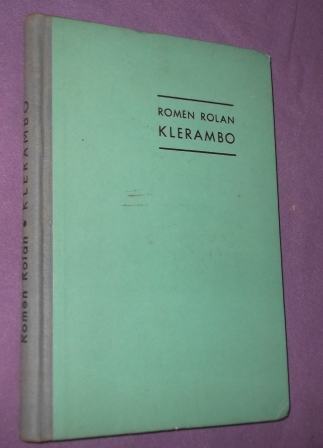 ROMEN ROLAN
KLERAMBO
Romen Rolan • KLERAMBO